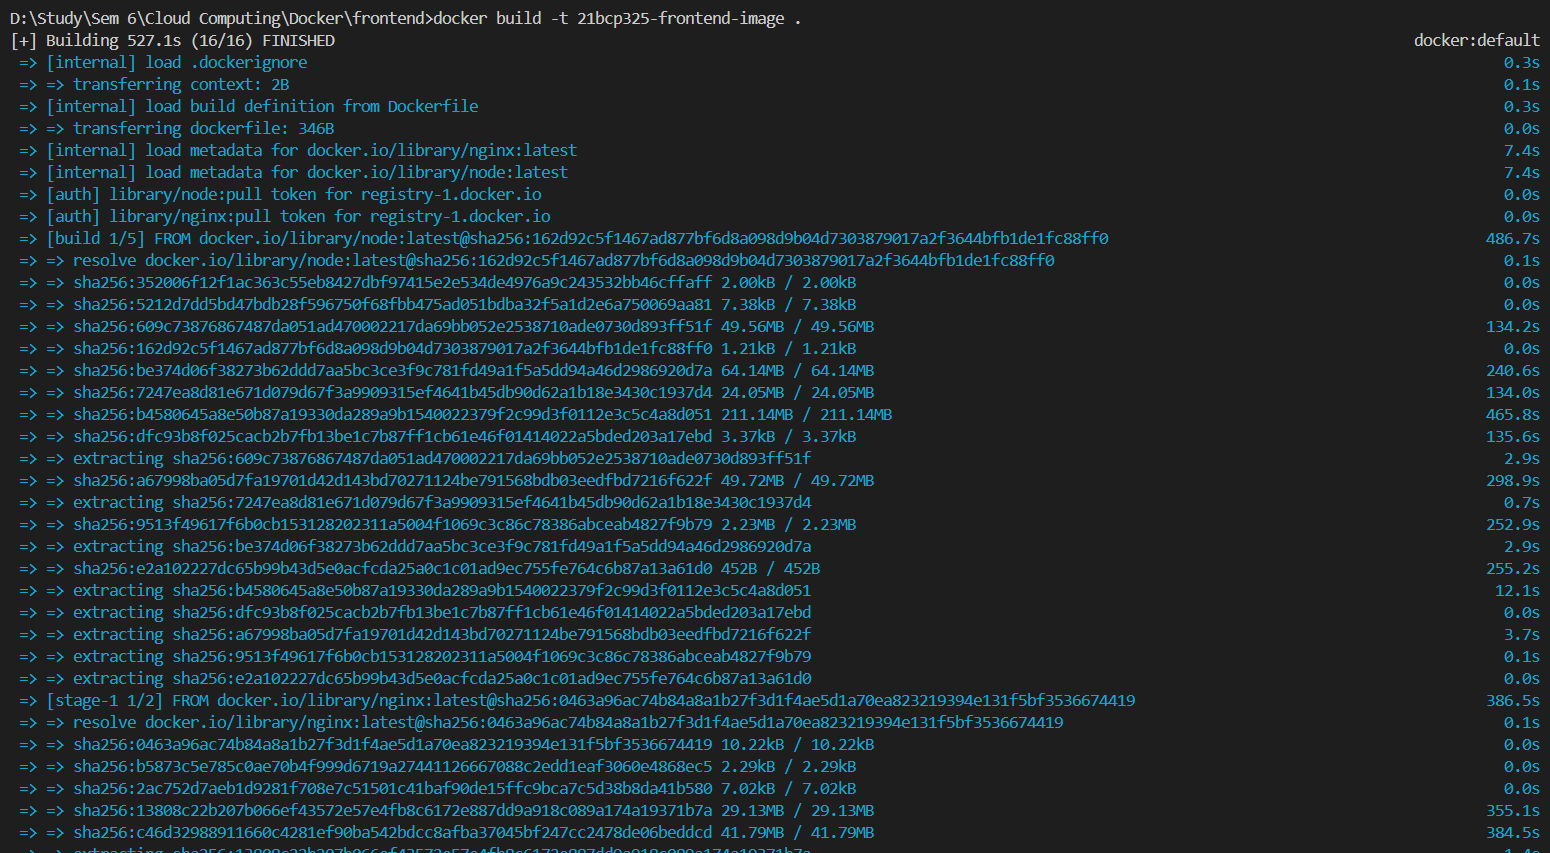 D:\Study\Sem 6\Cloud Computing\Docker\frontend>docker build -t 21bcp325-frontend-image .
[+] Building 527.1s (16/16) FINISHED docker:default
=> [internal] load .dockerignore 0.3s
=> => transferring context: 2B 0.1s
=> [internal] load build definition from Dockerfile 0.3s
=> => transferring dockerfile: 346B 0.0s
=> [internal] load metadata for docker.io/library/nginx:latest 7.4s
=> [internal] load metadata for docker.io/library/node:latest 7.4s
=> [auth] library/node:pull token for registry-1.docker.io 0.0s
=> [auth] library/nginx:pull token for registry-1.docker.io 0.0s
=> [build 1/5] FROM docker.io/library/node:latest@sha256:162d92c5f1467ad877bf6d8a098d9b04d7303879017a2f3644bfb1de1fc88ff0 486.7s
=> => resolve docker.io/library/node:latest@sha256:162d92c5f1467ad877bf6d8a098d9b04d7303879017a2f3644bfb1de1fc88ff0 0.1s
=> => sha256:352006f12f1ac363c55eb8427dbf97415e2e534de4976a9c243532bb46cffaff 2.00kB / 2.00kB 0.0s
=> => sha256:5212d7dd5bd47bdb28f596750f68fbb475ad051bdba32f5a1d2e6a750069aa81 7.38kB / 7.38kB 0.0s
=> => sha256:609c73876867487da051ad470002217da69bb052e2538710ade0730d893ff51f 49.56MB / 49.56MB 134.2s
=> => sha256:162d92c5f1467ad877bf6d8a098d9b04d7303879017a2f3644bfb1de1fc88ff0 1.21kB / 1.21kB 0.0s
=> => sha256:be374d06f38273b62ddd7aa5bc3ce3f9c781fd49a1f5a5dd94a46d2986920d7a 64.14MB / 64.14MB 240.6s
=> => sha256:7247ea8d81e671d079d67f3a9909315ef4641b45db90d62a1b18e3430c1937d4 24.05MB / 24.05MB 134.0s
=> => sha256:b4580645a8e50b87a19330da289a9b1540022379f2c99d3f0112e3c5c4a8d051 211.14MB / 211.14MB 465.8s
=> => sha256:dfc93b8f025cacb2b7fb13be1c7b87ff1cb61e46f01414022a5bded203a17ebd 3.37kB / 3.37kB 135.6s
=> => extracting sha256:609c73876867487da051ad470002217da69bb052e2538710ade0730d893ff51f 2.9s
=> => sha256:a67998ba05d7fa19701d42d143bd70271124be791568bdb03eedfbd7216f622f 49.72MB / 49.72MB 298.9s
=> => extracting sha256:7247ea8d81e671d079d67f3a9909315ef4641b45db90d62a1b18e3430c1937d4 0.7s
=> => sha256:9513f49617f6b0cb153128202311a5004f1069c3c86c78386abceab4827f9b79 2.23MB / 2.23MB 252.9s
=> => extracting sha256:be374d06f38273b62ddd7aa5bc3ce3f9c781fd49a1f5a5dd94a46d2986920d7a 2.9s
=> => sha256:e2a102227dc65b99b43d5e0acfcda25a0c1c01ad9ec755fe764c6b87a13a61d0 452B / 452B 255.2s
=> => extracting sha256:b4580645a8e50b87a19330da289a9b1540022379f2c99d3f0112e3c5c4a8d051 12.1s
=> => extracting sha256:dfc93b8f025cacb2b7fb13be1c7b87ff1cb61e46f01414022a5bded203a17ebd 0.0s
=> => extracting sha256:a67998ba05d7fa19701d42d143bd70271124be791568bdb03eedfbd7216f622f 3.7s
=> => extracting sha256:9513f49617f6b0cb153128202311a5004f1069c3c86c78386abceab4827f9b79 0.1s
=> => extracting sha256:e2a102227dc65b99b43d5e0acfcda25a0c1c01ad9ec755fe764c6b87a13a61d0 0.0s
=> [stage-1 1/2] FROM docker.io/library/nginx:latest@sha256:0463a96ac74b84a8a1b27f3d1f4ae5d1a70ea823219394e131f5bf3536674419 386.5s
=> => resolve docker.io/library/nginx:latest@sha256:0463a96ac74b84a8a1b27f3d1f4ae5d1a70ea823219394e131f5bf3536674419 0.1s
=> => sha256:0463a96ac74b84a8a1b27f3d1f4ae5d1a70ea823219394e131f5bf3536674419 10.22kB / 10.22kB 0.0s
=> => sha256:b5873c5e785c0ae70b4f999d6719a27441126667088c2edd1eaf3060e4868ec5 2.29kB / 2.29kB 0.0s
=> => sha256:2ac752d7aeb1d9281f708e7c51501c41baf90de15ffc9bca7c5d38b8da41b580 7.02kB / 7.02kB 0.0s
=> => sha256:13808c22b207b066ef43572e57e4fb8c6172e887dd9a918c089a174a19371b7a 29.13MB / 29.13MB 355.1s
=> => sha256:c46d32988911660c4281ef90ba542bdcc8afba37045bf247cc2478de06beddcd 41.79MB / 41.79MB 384.5s